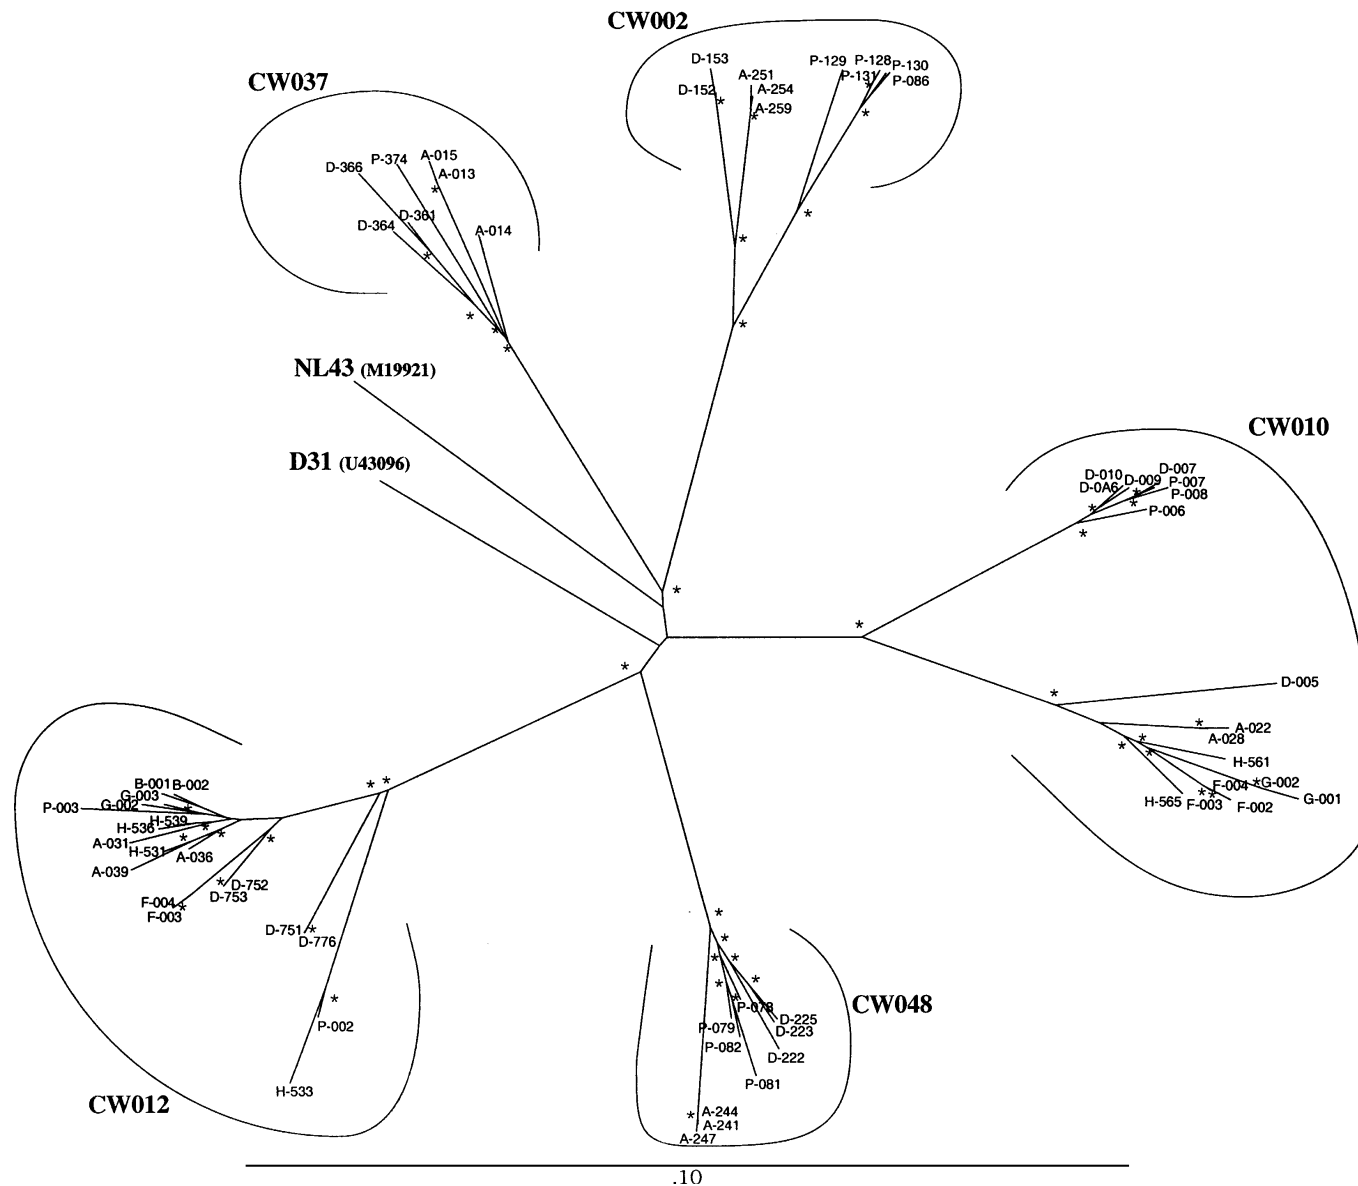 CW002
CW037
D-153
D-152
A-251
A-254
A-259
P-129
P-128
P-131
P-130
P-086
D-366
P-374
A-015
A-013
D-361
D-364
A-014
NL43 (M19921)
D31 (U43096)
CW010
D-010
D-0A6
D-009
D-007
P-007
P-008
P-006
D-005
A-022
A-028
H-561
F-004
G-002
G-001
H-565
F-003
F-002
B-001
B-002
G-003
G-002
P-003
H-539
H-536
A-031
H-531
A-036
A-039
D-752
D-753
F-004
F-003
D-751
D-776
P-002
H-533
CW012
P-078
P-079
D-225
D-223
P-082
D-222
P-081
A-244
A-241
A-247
CW048
.10